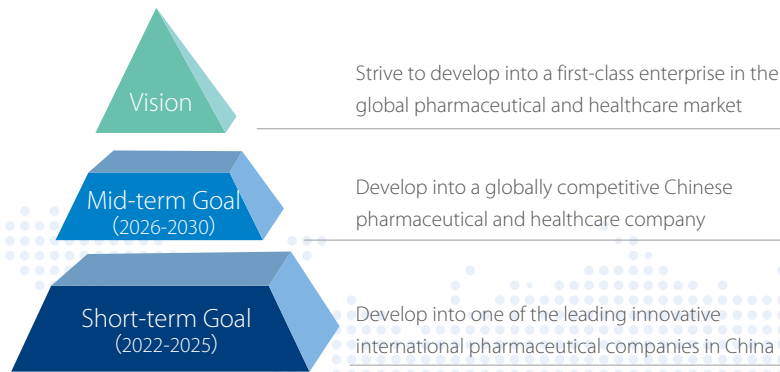 Vision
Strive to develop into a first-class enterprise in the
global pharmaceutical and healthcare market
Mid-term Goal
(2026-2030)
Develop into a globally competitive Chinese
pharmaceutical and healthcare company
Short-term Goal
(2022-2025)
Develop into one of the leading innovative
international pharmaceutical companies in China